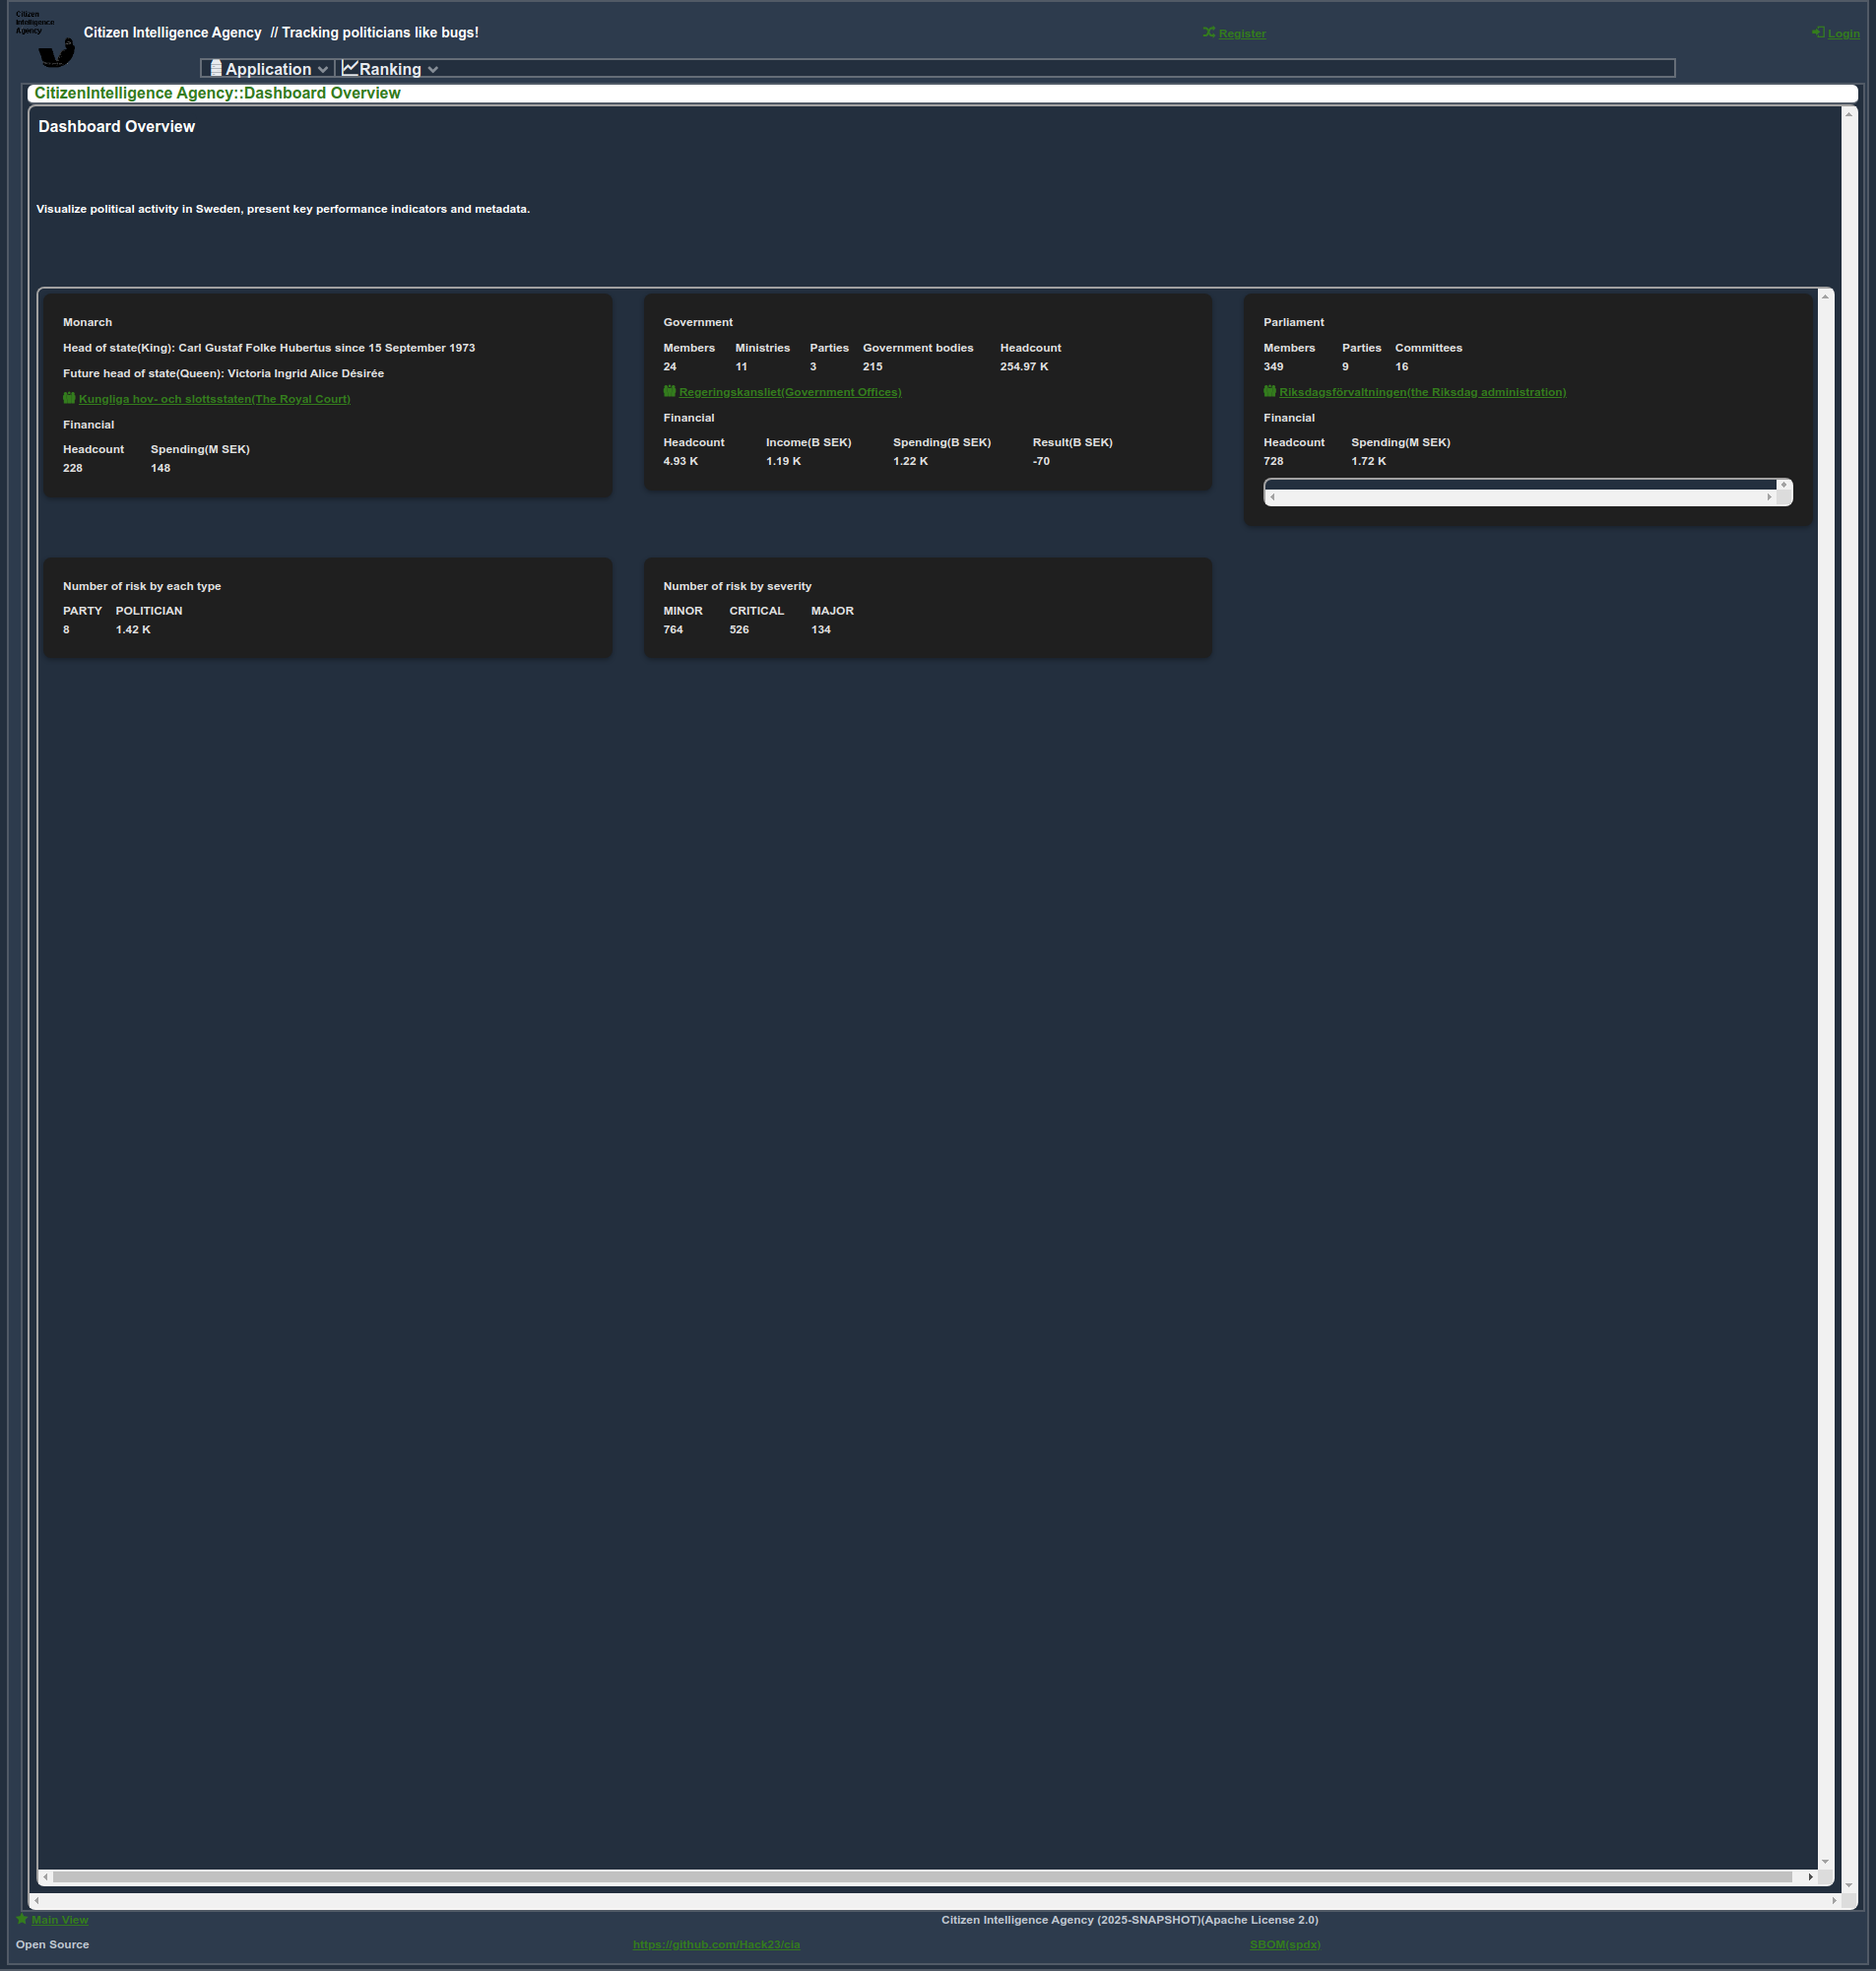 Citizen
Intelligence
Agency
Citizen Intelligence Agency // Tracking politicians like bugs!
Register
Login
Application
Ranking
CitizenIntelligence Agency::Dashboard Overview
Dashboard Overview
Visualize political activity in Sweden, present key performance indicators and metadata.
Monarch
Head of state(King): Carl Gustaf Folke Hubertus since 15 September 1973
Future head of state(Queen): Victoria Ingrid Alice Désirée
Kungliga hov- och slottsstaten(The Royal Court)
Financial
Headcount Spending(M SEK)
228 148
Government
Members Ministries Parties Government bodies Headcount
24 11 3 215 254.97 K
Regeringskansliet(Government Offices)
Financial
Headcount Income(B SEK) Spending(B SEK) Result(B SEK)
4.93 K 1.19 K 1.22 K -70
Parliament
Members Parties Committees
349 9 16
Riksdagsförvaltningen(the Riksdag administration)
Financial
Headcount Spending(M SEK)
728 1.72 K
Number of risk by each type
PARTY POLITICIAN
8 1.42 K
Number of risk by severity
MINOR CRITICAL MAJOR
764 526 134
Main View
Citizen Intelligence Agency (2025-SNAPSHOT)(Apache License 2.0)
Open Source
https://github.com/Hack23/cia
SBOM(spdx)